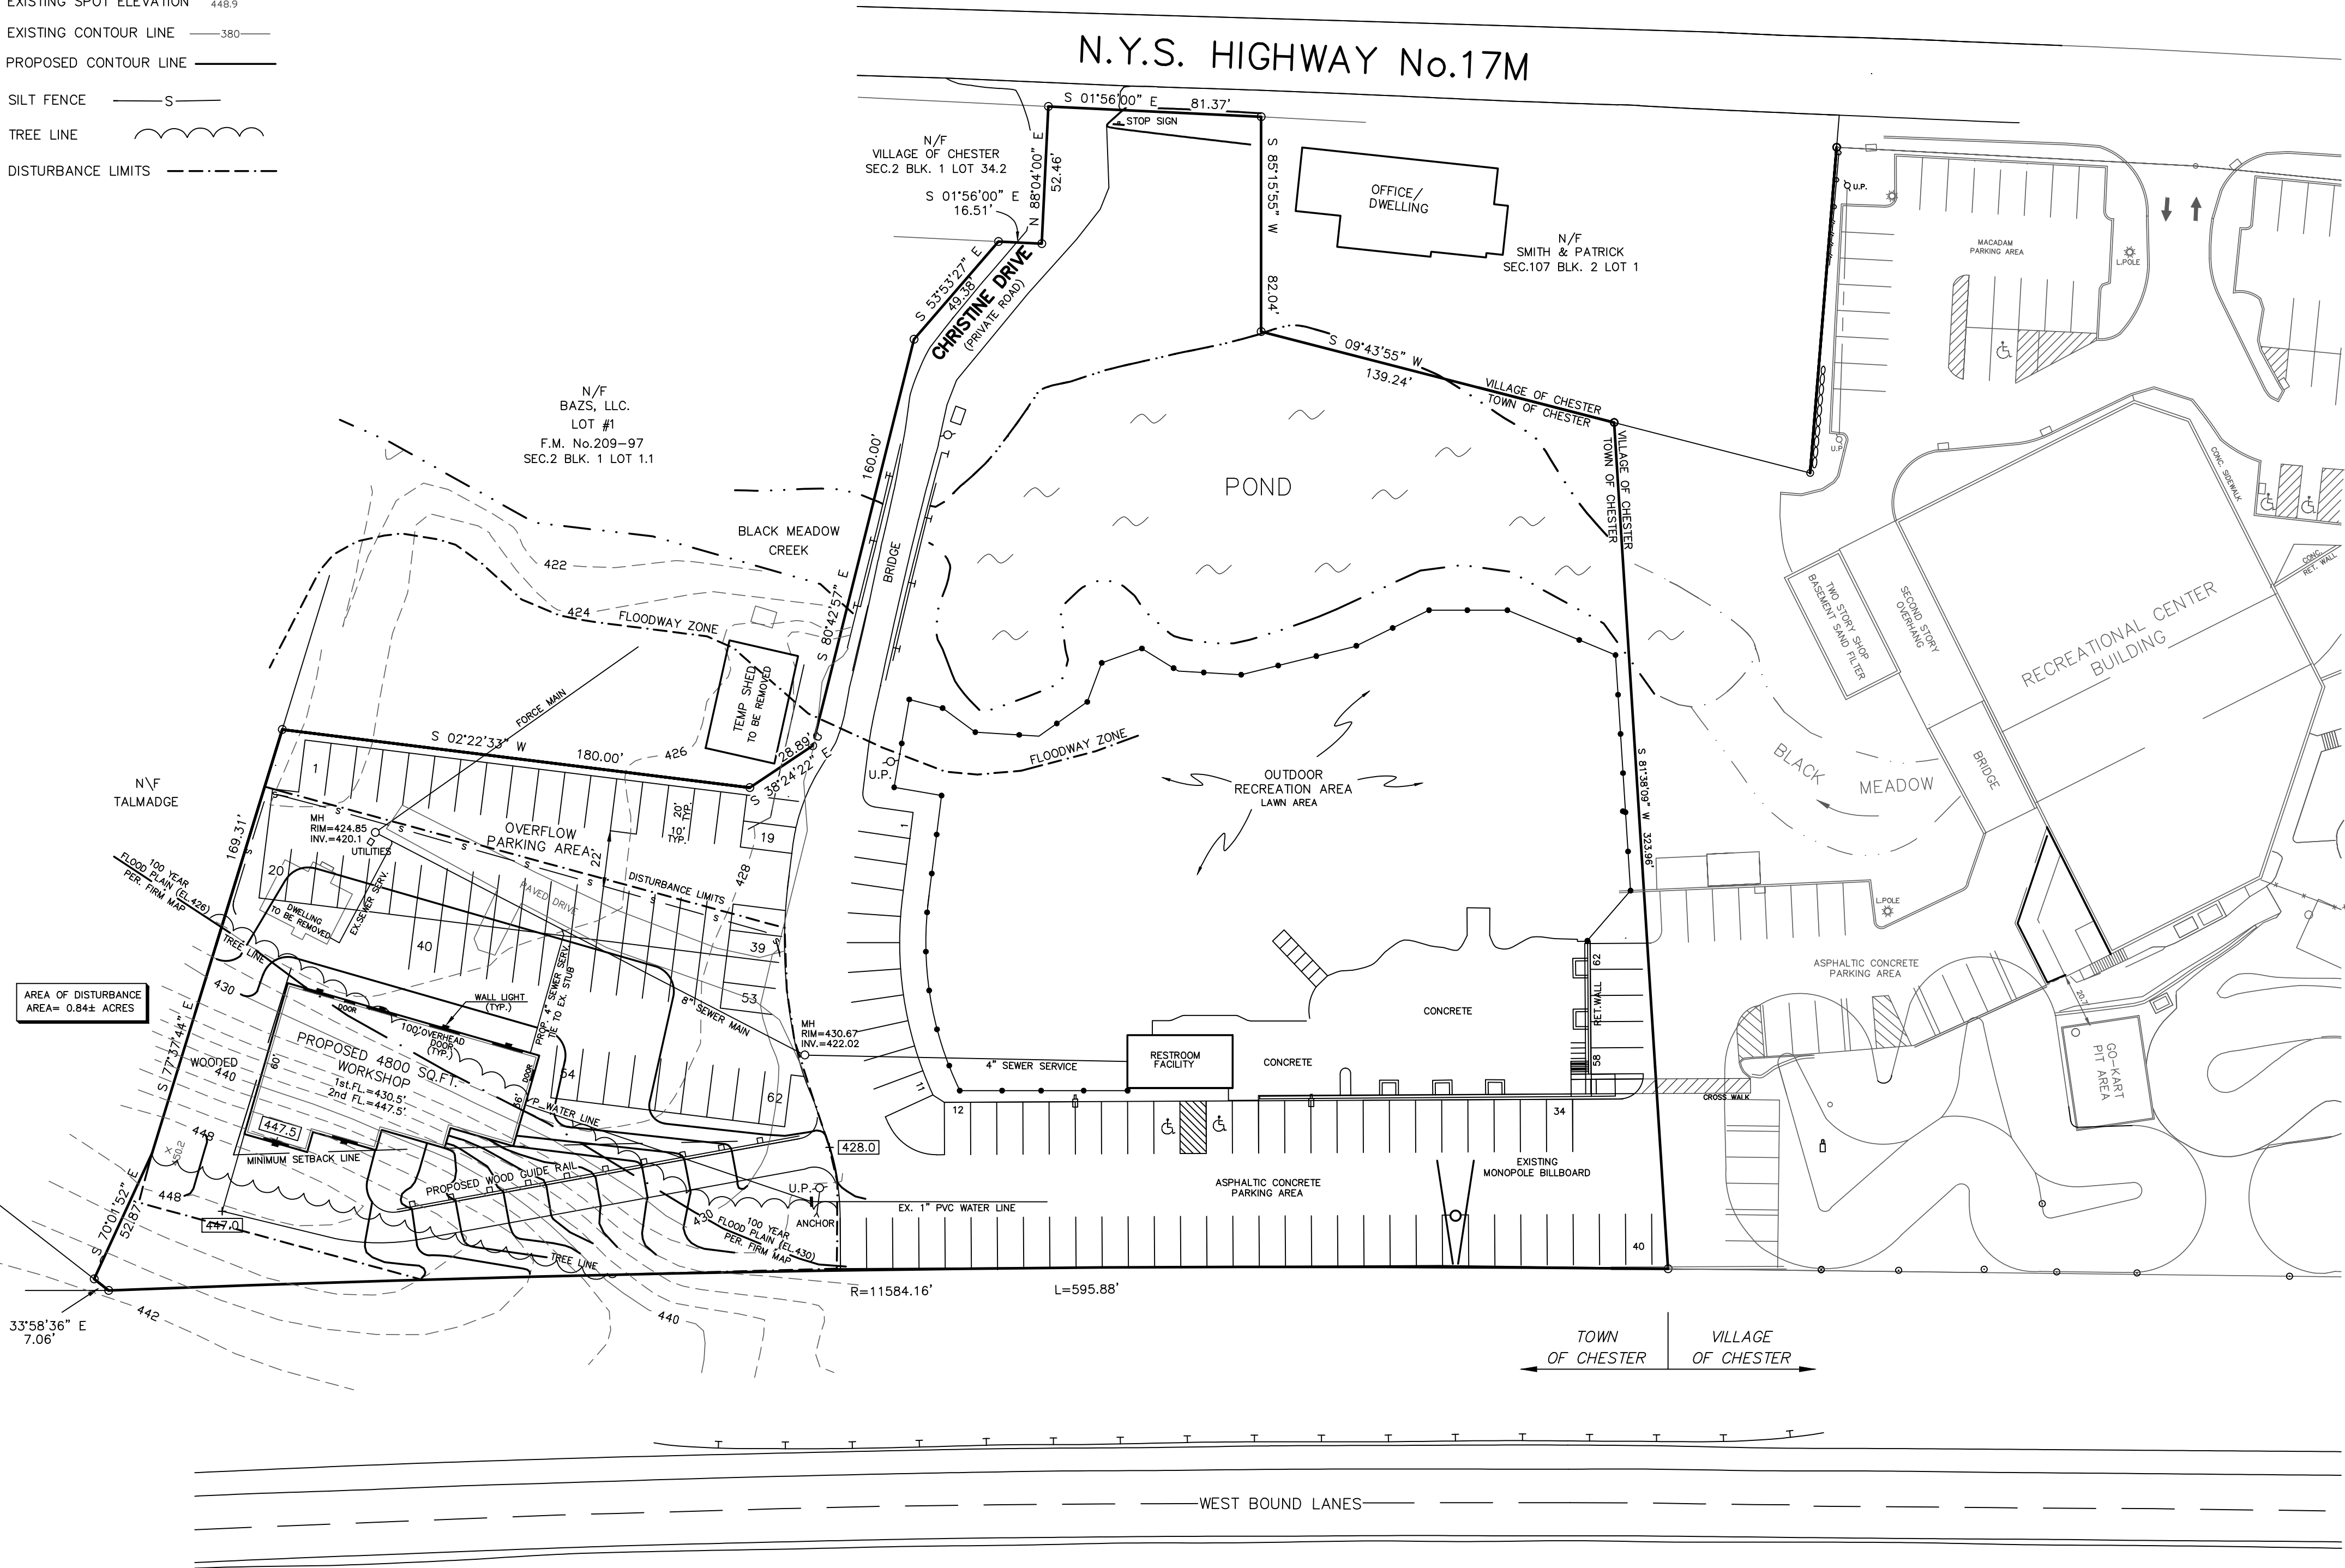 EXISTING SPOT ELEVATION 448.9
EXISTING CONTOUR LINE 380
PROPOSED CONTOUR LINE
SILT FENCE S
TREE LINE
DISTURBANCE LIMITS
N.Y.S. HIGHWAY No.17M
S 01°56'00" E 81.37'
STOP SIGN
N/F
VILLAGE OF CHESTER
SEC.2 BLK. 1 LOT 34.2
S 01°56'00" E
16.51'
N 88°04'00" E
52.46'
S 85°15'55" W 82.04'
OFFICE/
DWELLING
N/F
SMITH & PATRICK
SEC.107 BLK. 2 LOT 1
U.P.
MACADAM
PARKING AREA
L.POLE
S 53°53'27" E
49.38'
CHRISTINE DRIVE
(PRIVATE ROAD)
S 09°43'55" W
139.24'
VILLAGE OF CHESTER
TOWN OF CHESTER
VILLAGE OF CHESTER
TOWN OF CHESTER
U.P.
CONC. SIDEWALK
CONC.
RET. WALL
N/F
BAZS, LLC.
LOT #1
F.M. No.209-97
SEC.2 BLK. 1 LOT 1.1
160.00'
S 80°42'57" E
BLACK MEADOW
CREEK
BRIDGE
POND
422
424
FLOODWAY ZONE
TWO STORY SHOP
BASEMENT SAND FILTER
SECOND STORY
OVERHANG
RECREATIONAL CENTER
BUILDING
TEMP SHED
TO BE REMOVED
FORCE MAIN
S 02°22'33" W
180.00'
426
28.89'
S 38°24'22" E
U.P.
FLOODWAY ZONE
OUTDOOR
RECREATION AREA
LAWN AREA
S 81°38'09" W 323.96'
BLACK MEADOW
BRIDGE
N\F
TALMADGE
169.31'
1
MH
RIM=424.85
INV.=420.1
UTILITIES
OVERFLOW
PARKING AREA
22'
20'
TYP.
10'
TYP.
19
428
1
100 YEAR
FLOOD PLAIN (EL.426)
PER. FIRM MAP
20
DWELLING
TO BE REMOVED
EX.SEWER SERV.
PAVED DRIVE
DISTURBANCE LIMITS
40
39
TREE LINE
430
53
8" SEWER MAIN
PROP. 4" SEWER SERV.
TIE TO EX. STUB
AREA OF DISTURBANCE
AREA= 0.84± ACRES
WALL LIGHT
(TYP.)
DOOR
100'
OVERHEAD
DOOR
(TYP.)
PROPOSED 4800 SQ.FT.
WORKSHOP
1st.FL.=430.5'
2nd FL.=447.5'
60'
DOOR
36'
S 77°37'44" E
WOODED
440
54
62
MH
RIM=430.67
INV.=422.02
4" SEWER SERVICE
RESTROOM
FACILITY
CONCRETE
CONCRETE
62
RET.WALL
58
L.POLE
ASPHALTIC CONCRETE
PARKING AREA
20.7'
GO-KART
PIT AREA
CROSS WALK
11
12
34
WATER LINE
447.5
448
450.2
MINIMUM SETBACK LINE
PROPOSED WOOD GUIDE RAIL
428.0
448
447.0
S 70°01'52" E
52.87'
U.P.
ANCHOR
430
100 YEAR
FLOOD PLAIN (EL.430)
PER. FIRM MAP
TREE LINE
EX. 1" PVC WATER LINE
ASPHALTIC CONCRETE
PARKING AREA
EXISTING
MONOPOLE BILLBOARD
40
R=11584.16' L=595.88'
33°58'36" E
7.06'
442
440
TOWN
OF CHESTER
VILLAGE
OF CHESTER
WEST BOUND LANES